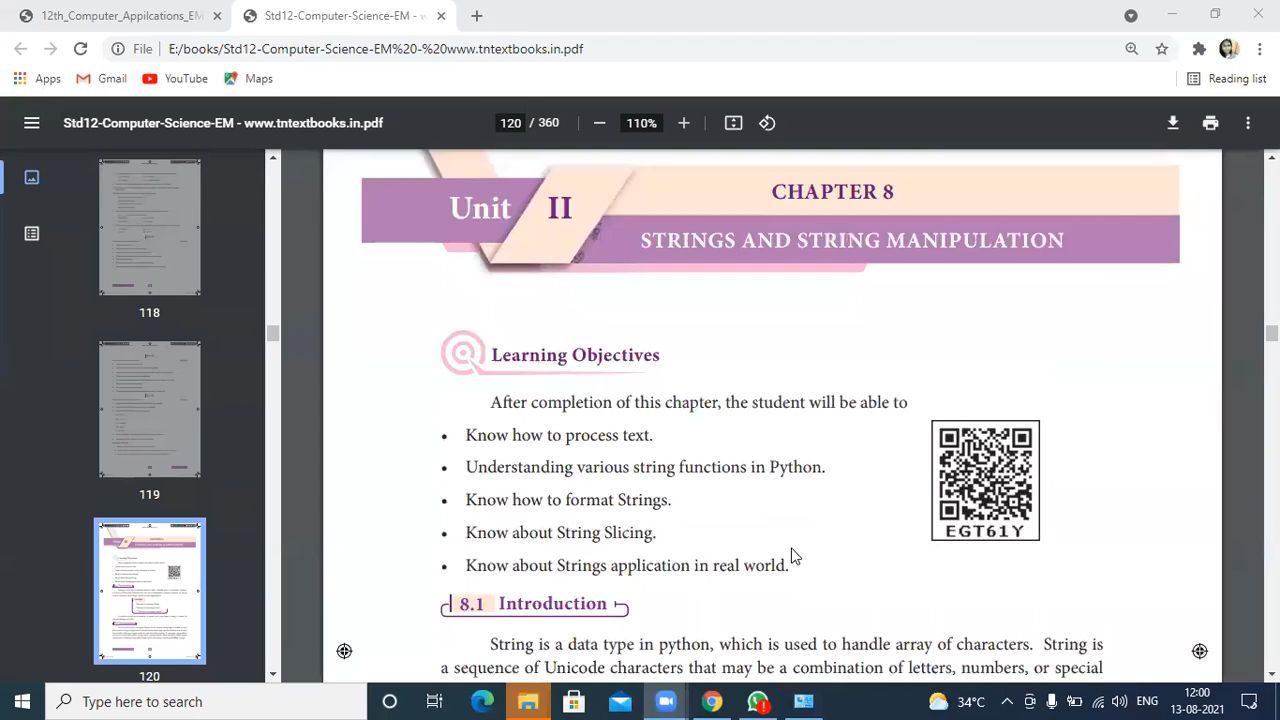 12th_Computer_Appilcations_EM
Std12-Computer-Science-EM - w
File
E:/books/Std12-Computer-Science-EM%20-%20www.tntextbooks.in.pdf
Apps
Gmail
YouTube
Maps
Reading list
Std12-Computer-Science-EM - www.tntextbooks.in.pdf
120 / 360
110%
118
119
120
Unit II
CHAPTER 8
STRINGS AND STRING MANIPULATION
Learning Objectives
After completion of this chapter, the student will be able to
• Know how to process text.
• Understanding various string functions in Python.
• Know how to format Strings.
• Know about String Slicing.
• Know about Strings application in real world.
EGT61Y
8.1 Introduction
String is a data type in python, which is used to handle array of characters. String is
a sequence of Unicode characters that may be a combination of letters, numbers, or special
Type here to search
34°C
ENG
12:00
13-08-2021